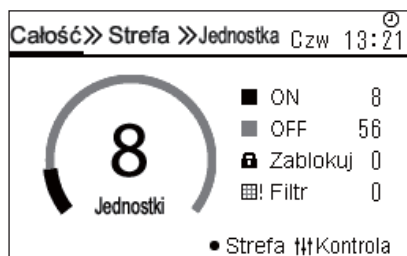 Całość≫ Strefa ≫Jednostka Czw 13:21
8
Jednostki
ON 8
OFF 56
Zablokuj 0
! Filtr 0
● Strefa Kontrola